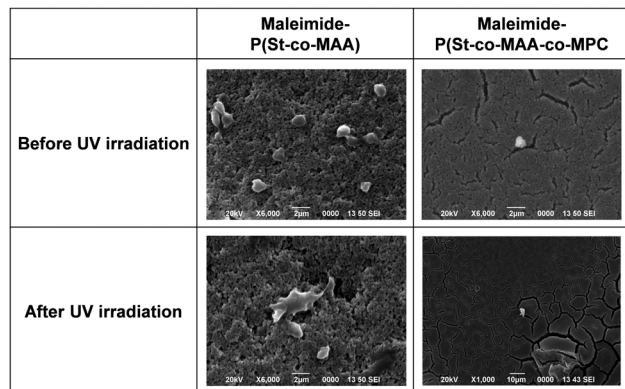 Maleimide-
P(St-co-MAA)
Maleimide-
P(St-co-MAA-co-MPC
Before UV irradiation
20kV X6,000 2μm 0000 13 50 SEI
20kV X6,000 2μm 0000 13 50 SEI
After UV irradiation
20kV X6,000 2μm 0000 13 50 SEI
20kV X1,000 10μm 0000 13 43 SEI